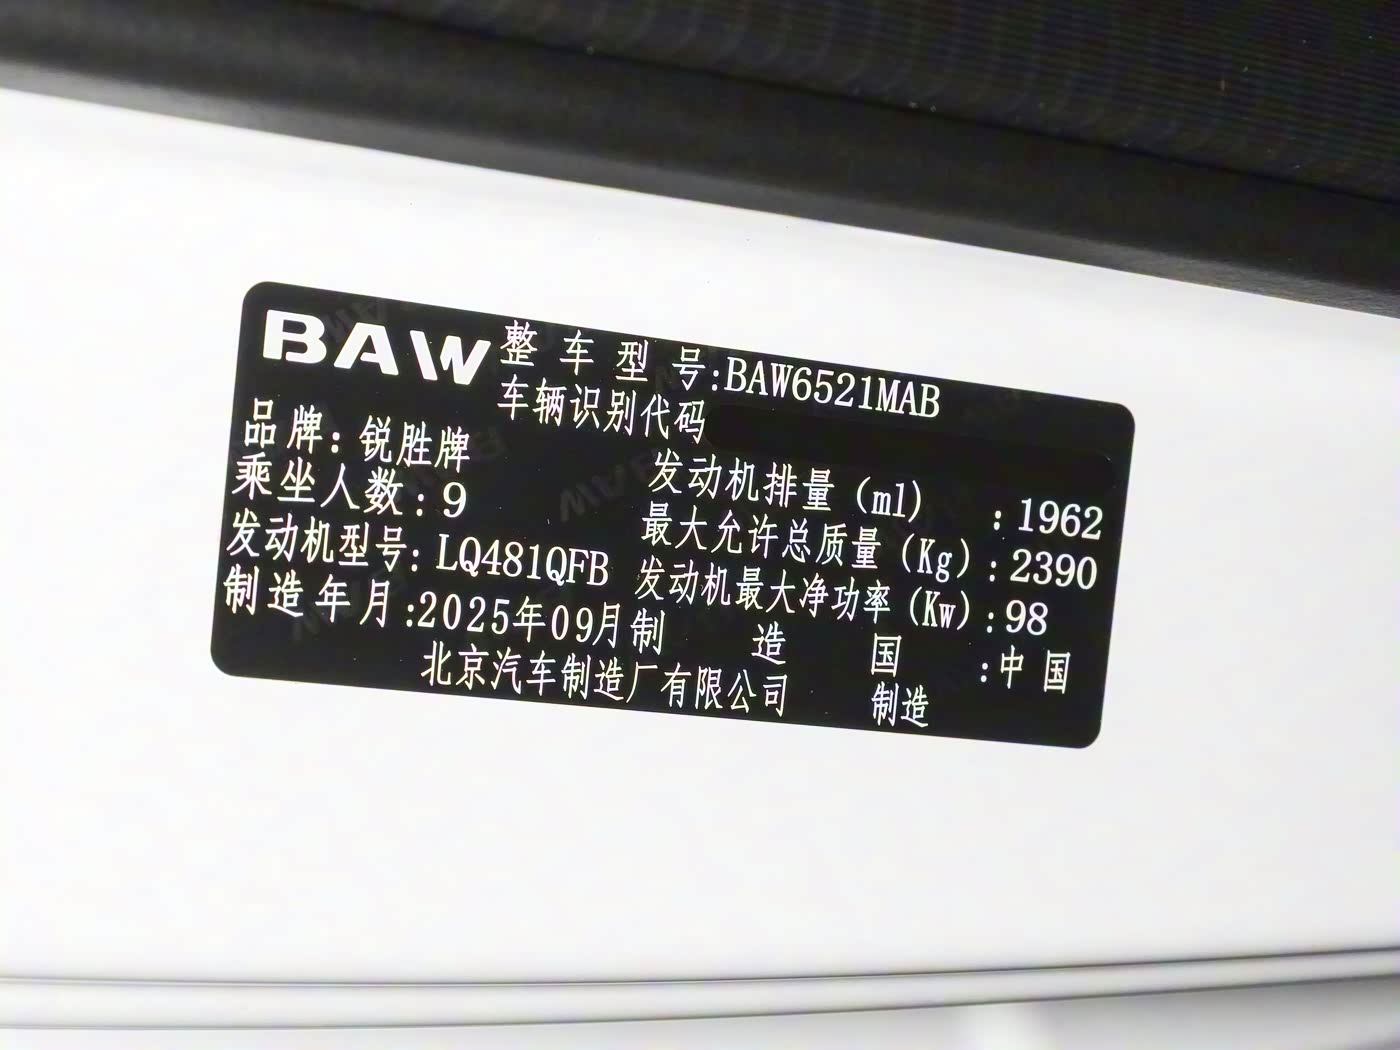 BAW 整车型号:BAW6521MAB
车辆识别代码
品牌:锐胜牌
发动机排量(ml) :1962
乘坐人数:9
最大允许总质量(Kg):2390
发动机型号:LQ481QFB
发动机最大净功率(Kw):98
制造年月:2025年09月
制造国:中国
北京汽车制造厂有限公司 制造